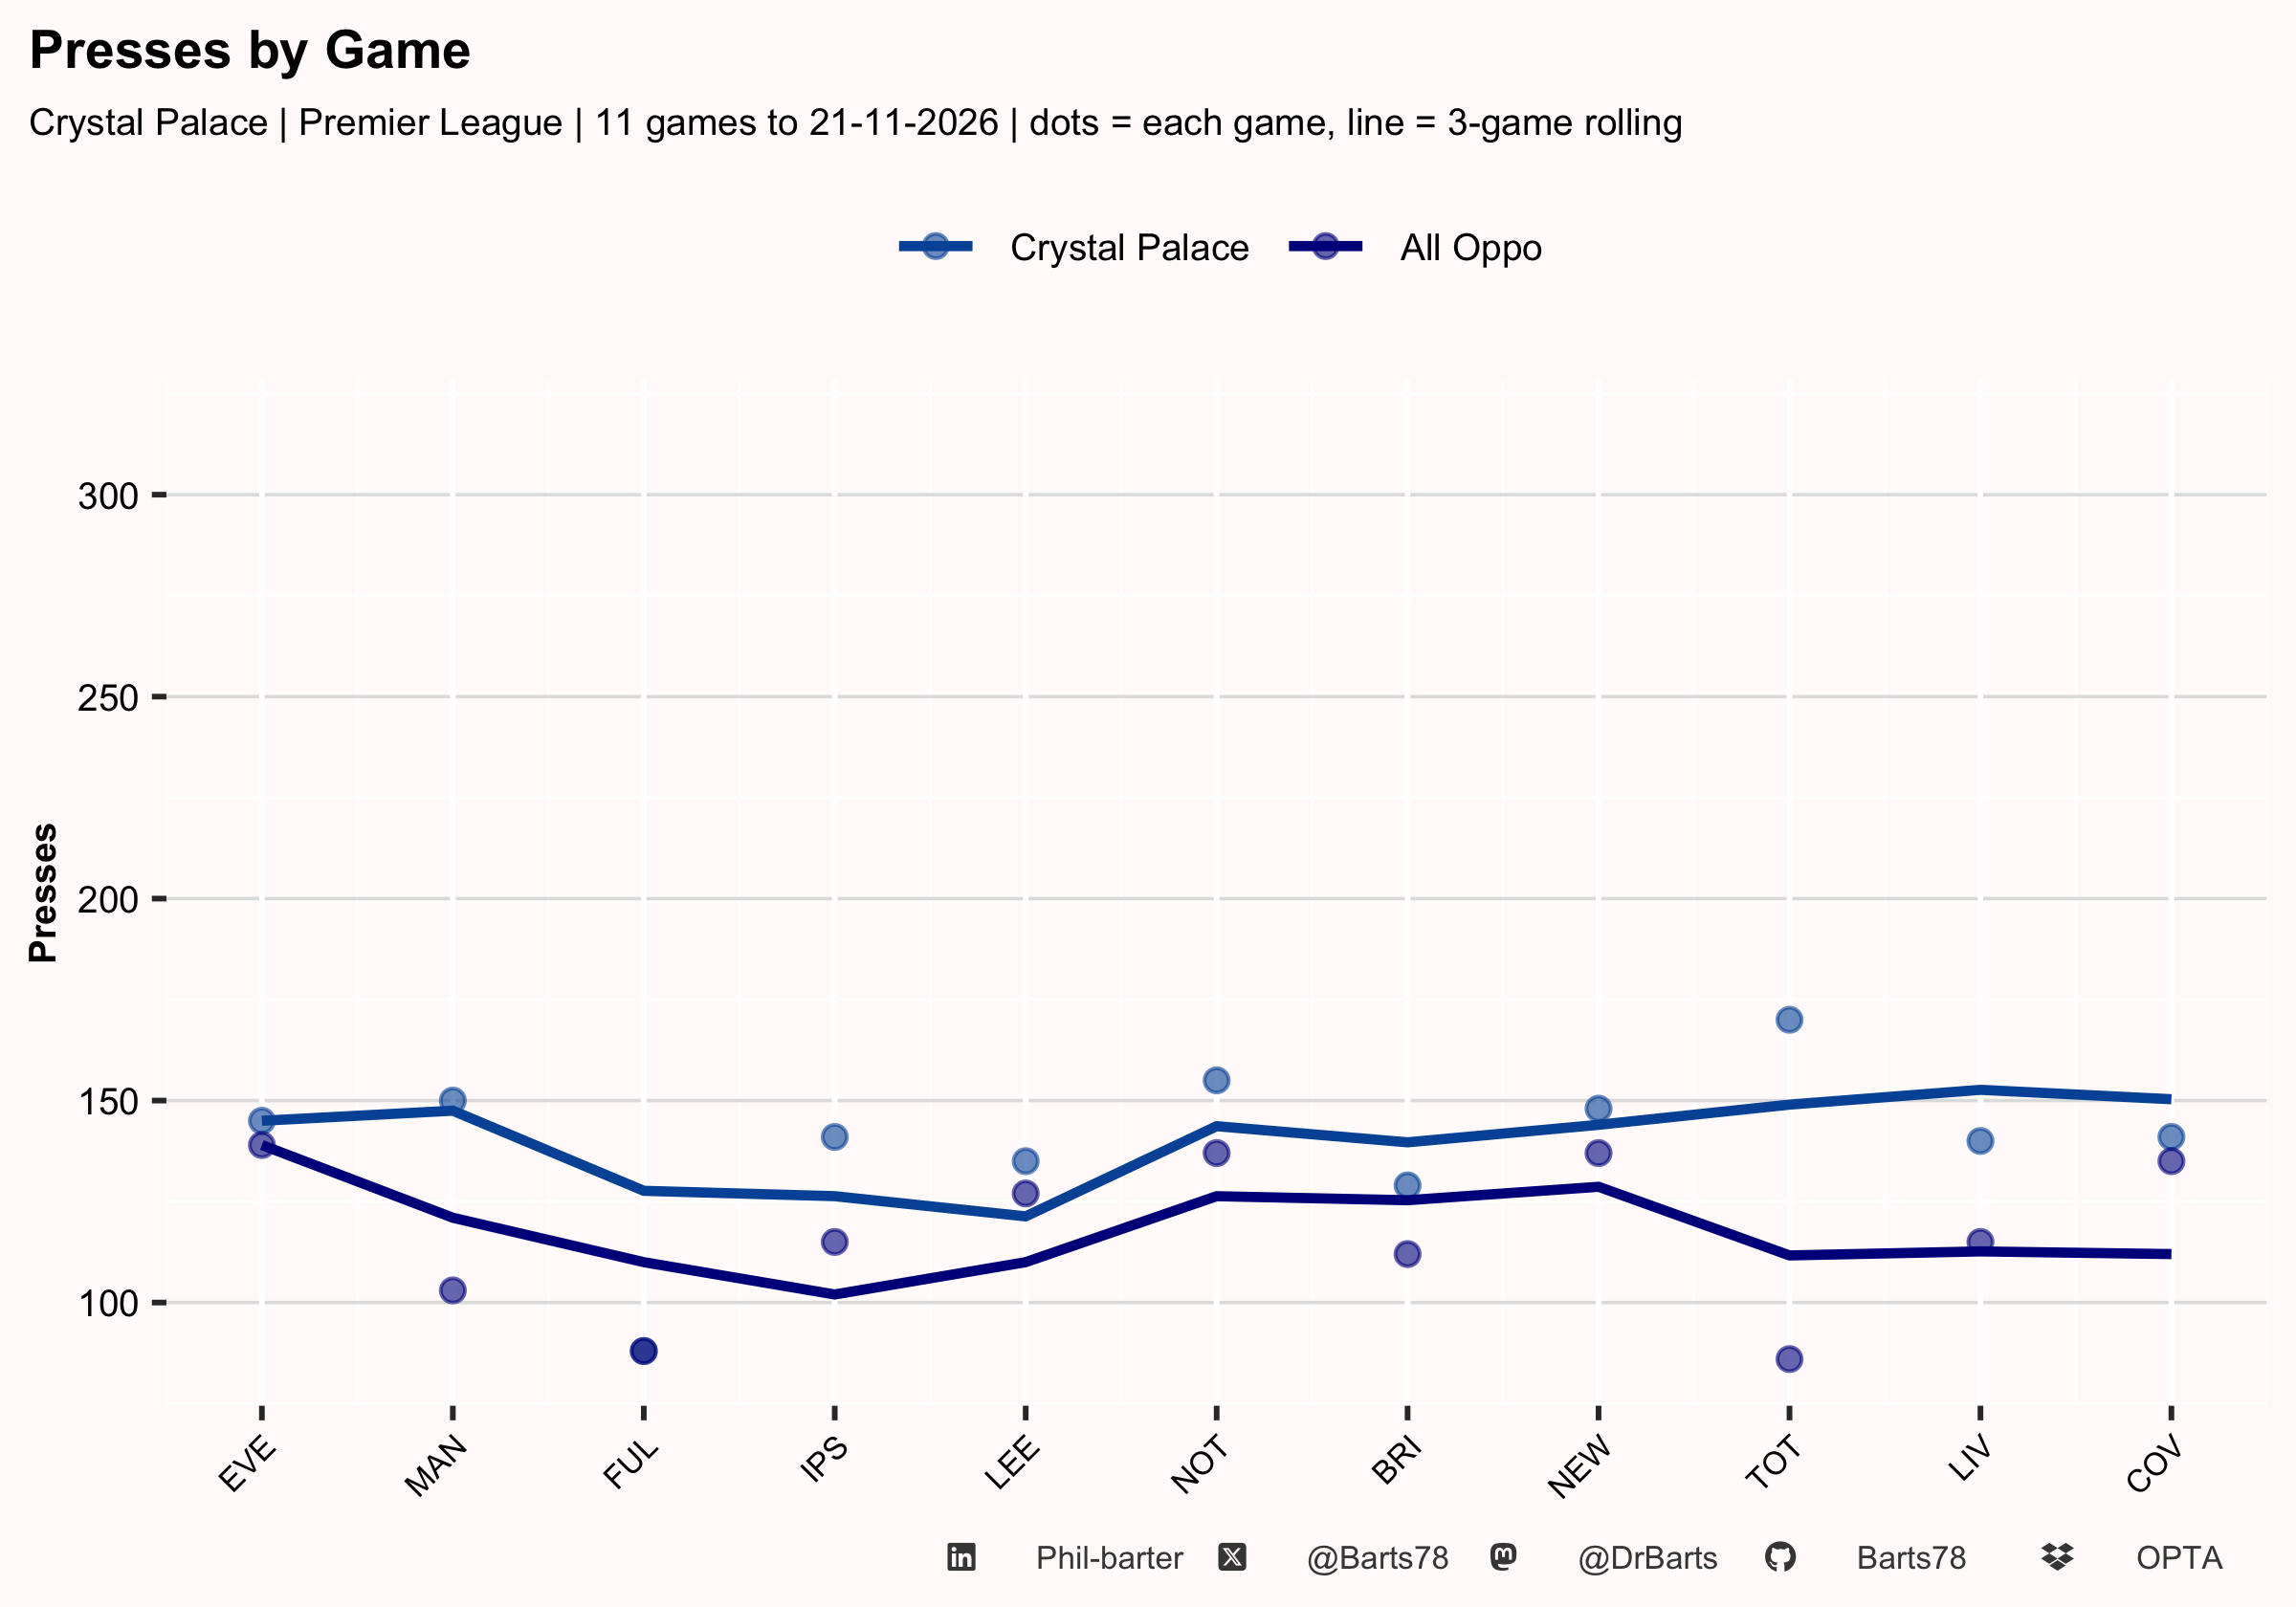 Presses by Game
Crystal Palace | Premier League | 11 games to 21-11-2026 | dots = each game, line = 3-game rolling
Crystal Palace All Oppo
Presses
300
250
200
150
100
EVE MAN FUL IPS LEE NOT BRI NEW TOT LIV COV
Phil-barter @Barts78 @DrBarts Barts78 OPTA